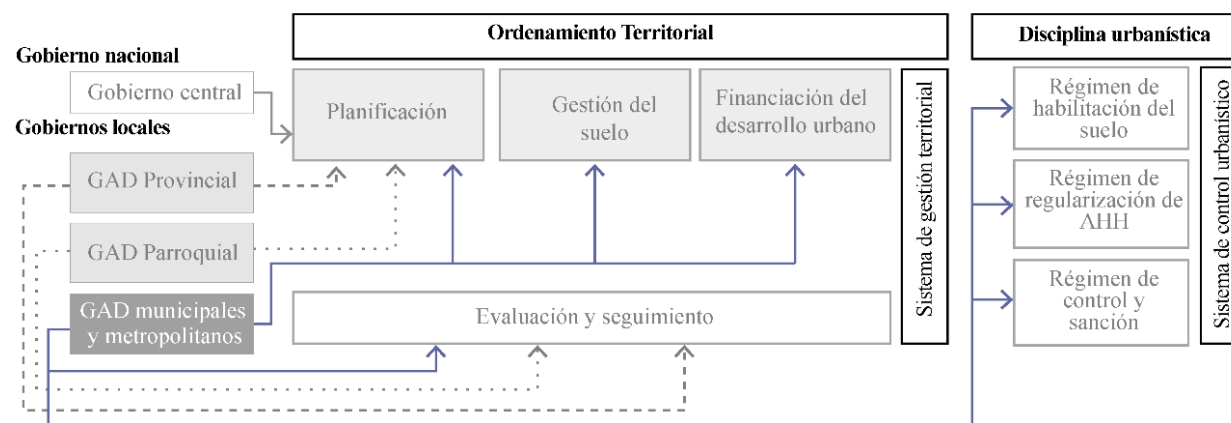 Ordenamiento Territorial
Disciplina urbanística
Gobierno nacional
Gobierno central
Gobiernos locales
GAD Provincial
GAD Parroquial
GAD municipales
y metropolitanos
Planificación
Gestión del
suelo
Financiación del
desarrollo urbano
Evaluación y seguimiento
Sistema de gestión territorial
Régimen de
habilitación del
suelo
Régimen de
regularización de
AHH
Régimen de
control y
sanción
Sistema de control urbanístico